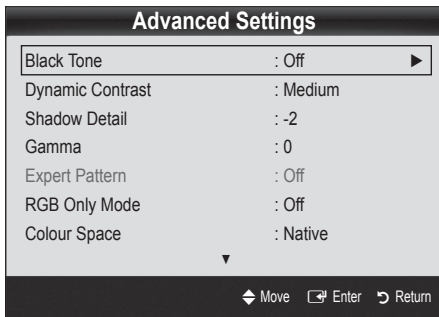 Advanced Settings
Black Tone : Off ►
Dynamic Contrast : Medium
Shadow Detail : -2
Gamma : 0
Expert Pattern : Off
RGB Only Mode : Off
Colour Space : Native
▼
Move Enter Return